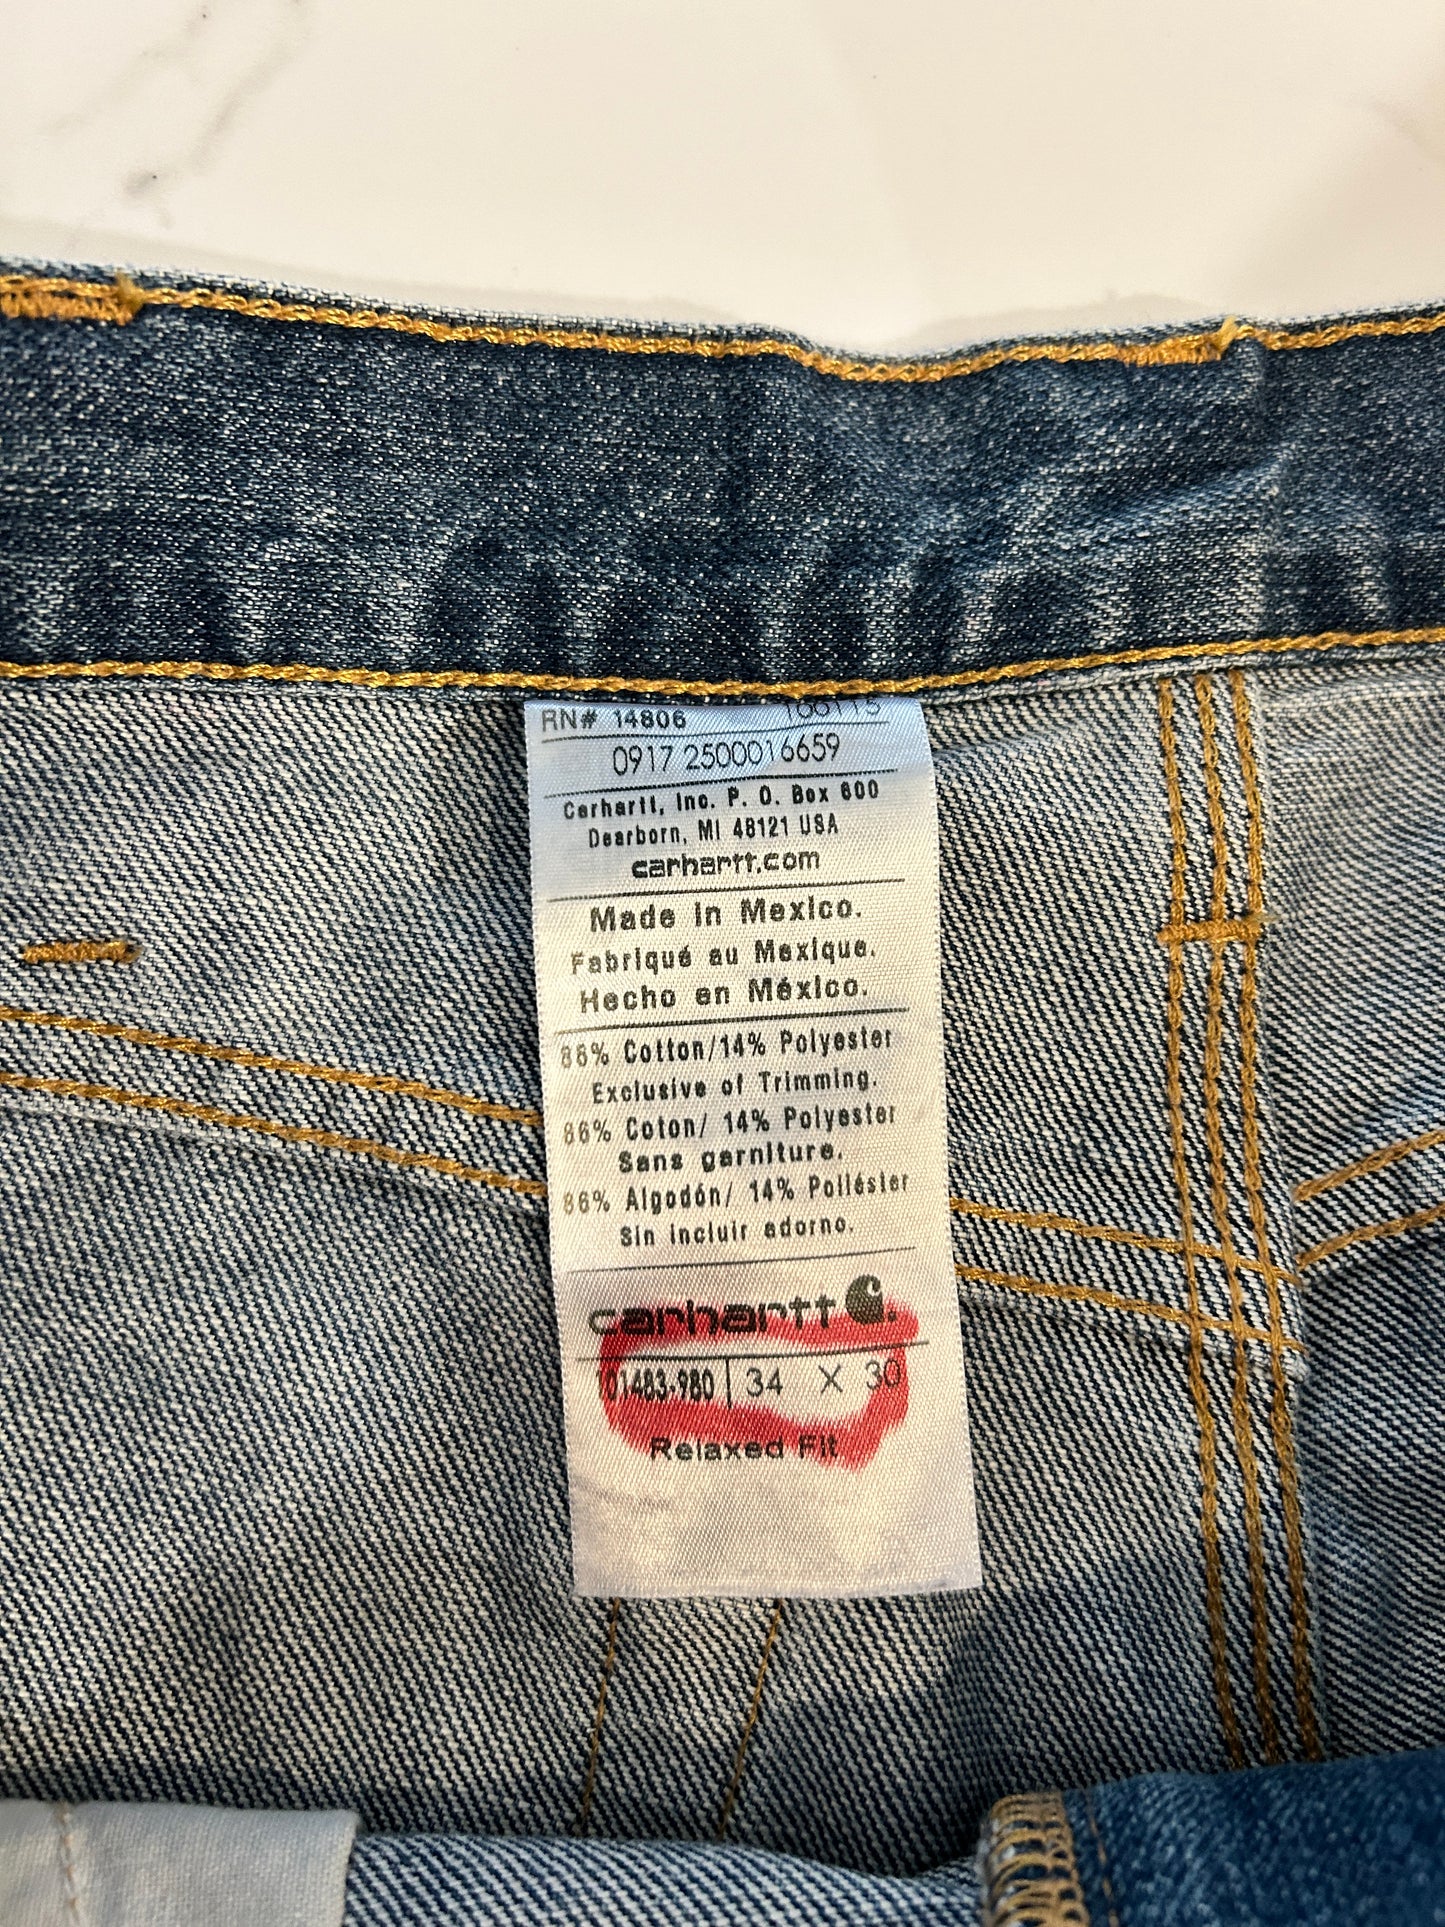 RN# 14806
0917 2500016659
Carhartt, Inc. P. O. Box 600
Dearborn, MI 48121 USA
carhartt.com
Made in Mexico.
Fabriqué au Mexique.
Hecho en México.
86% Cotton/14% Polyester
Exclusive of Trimming.
86% Coton/ 14% Polyester
Sans garniture.
86% Algodón/ 14% Poliéster
Sin incluir adorno.
carhartt
01483-980 34 X 30
Relaxed Fit